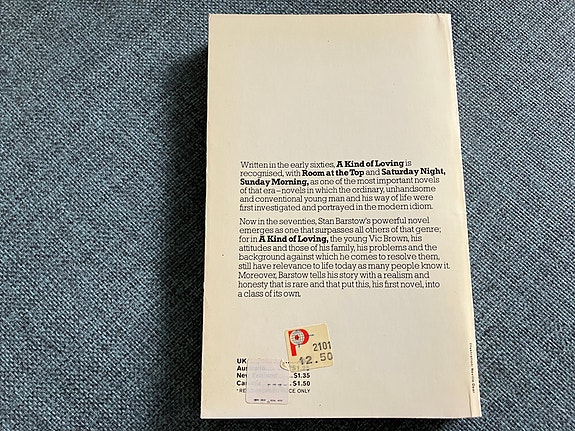 Written in the early sixties, A Kind of Loving is
recognised, with Room at the Top and Saturday Night,
Sunday Morning, as one of the most important novels
of that era–novels in which the ordinary, unhandsome
and conventional young man and his way of life were
first investigated and portrayed in the modern idiom.
Now in the seventies, Stan Barstow's powerful novel
emerges as one that surpasses all others of that genre;
for in A Kind of Loving, the young Vic Brown, his
attitudes and those of his family, his problems and the
background against which he comes to resolve them,
still have relevance to life today as many people know it.
Moreover, Barstow tells his story with a realism and
honesty that is rare and that put this, his first novel, into
a class of its own.
P
2101
12.50
UK
New $1.35
$1.50
ONLY